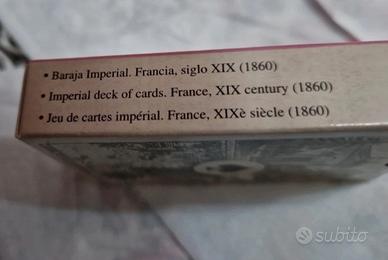 • Baraja Imperial. Francia, siglo XIX (1860)
• Imperial deck of cards. France, XIX century (1860)
• Jeu de cartes impérial. France, XIXè siècle (1860)
subito